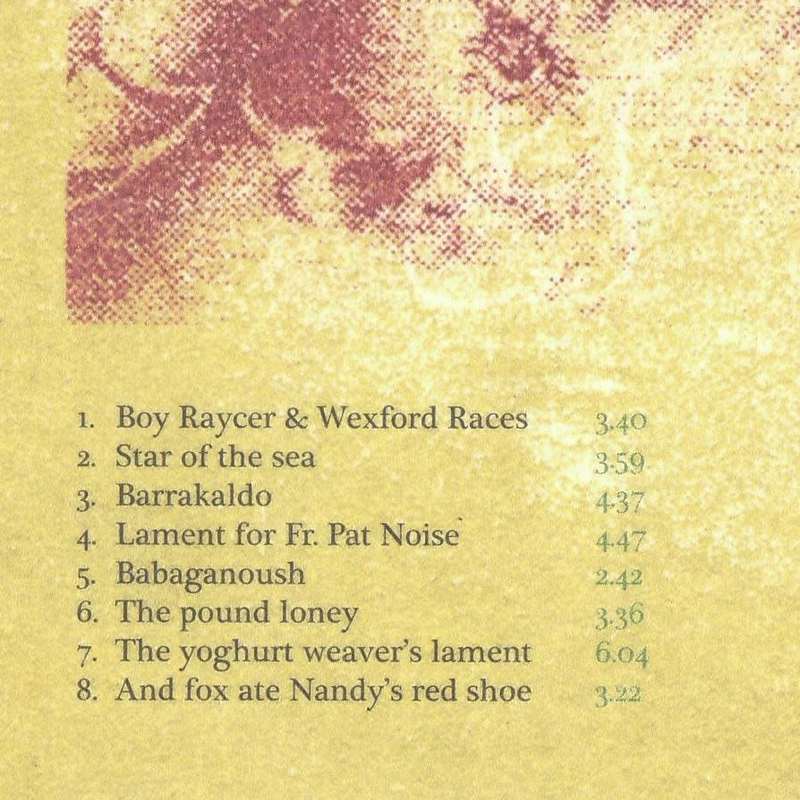 1. Boy Raycer & Wexford Races 3.40
2. Star of the sea 3.59
3. Barrakaldo 4.37
4. Lament for Fr. Pat Noise 4.47
5. Babaganoush 2.42
6. The pound loney 3.36
7. The yoghurt weaver's lament 6.04
8. And fox ate Nandy's red shoe 3.22